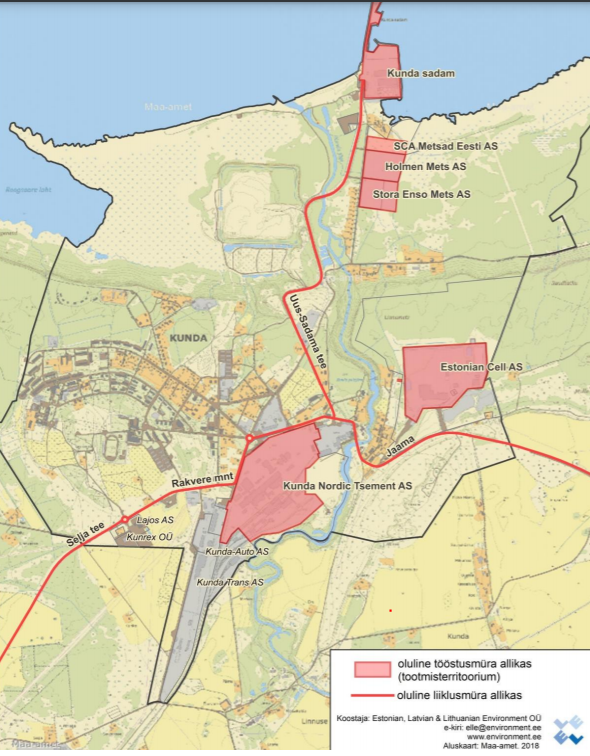 Kunda sadam
Maa-amet
SCA Metsad Eesti AS
Holmen Mets AS
Stora Enso Mets AS
Uus-Sadama tee
KUNDA
Estonian Cell AS
Jaama
Rakvere mnt
Kunda Nordic Tsement AS
Selja tee
Lajos AS
Kunrex OÜ
Kunda-Auto AS
Kunda Trans AS
Kunda
Linnuse
Maa-amet
oluline tööstusmüra allikas
(tootmisterritoorium)
oluline liiklusmüra allikas
Koostaja: Estonian, Latvian & Lithuanian Environment OÜ
e-kiri: elle@environment.ee
www.environment.ee
Aluskaart: Maa-amet, 2018